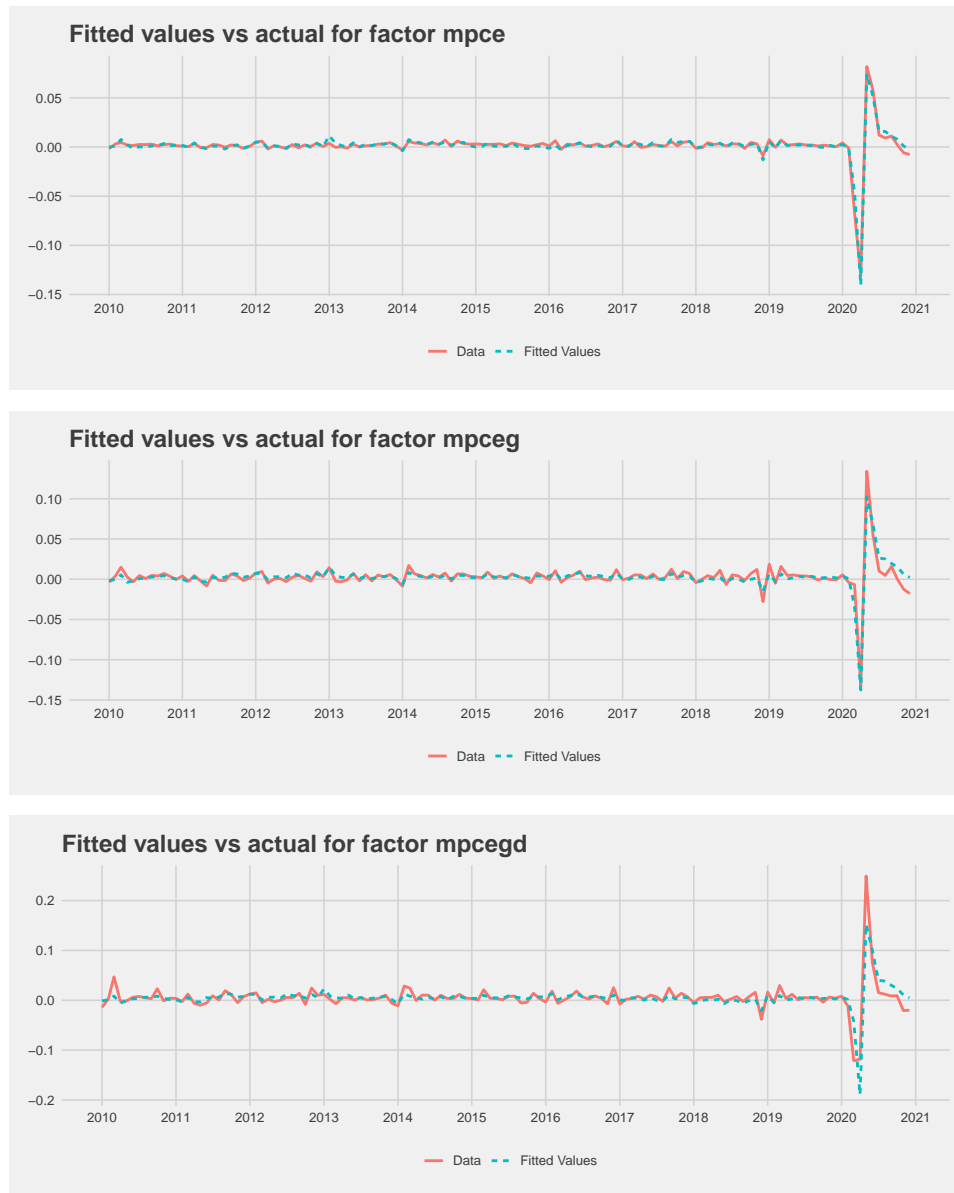 Fitted values vs actual for factor mpce
0.05
0.00
−0.05
−0.10
−0.15
2010 2011 2012 2013 2014 2015 2016 2017 2018 2019 2020 2021
Data Fitted Values
Fitted values vs actual for factor mpceg
0.10
0.05
0.00
−0.05
−0.10
−0.15
2010 2011 2012 2013 2014 2015 2016 2017 2018 2019 2020 2021
Data Fitted Values
Fitted values vs actual for factor mpcegd
0.2
0.1
0.0
−0.1
−0.2
2010 2011 2012 2013 2014 2015 2016 2017 2018 2019 2020 2021
Data Fitted Values